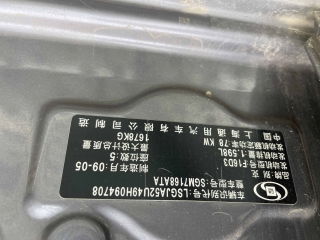 中国 上海通用汽车有限公司制造
品牌:别克
发动机型号:F16D3
整车型号:SGM7168ATA
发动机排量:1.598L
发动机额定功率:78 KW
座位数:5
最大设计总质量
1678KG
制造年月:09-05
车辆识别代号:LSGJA52U49H094708